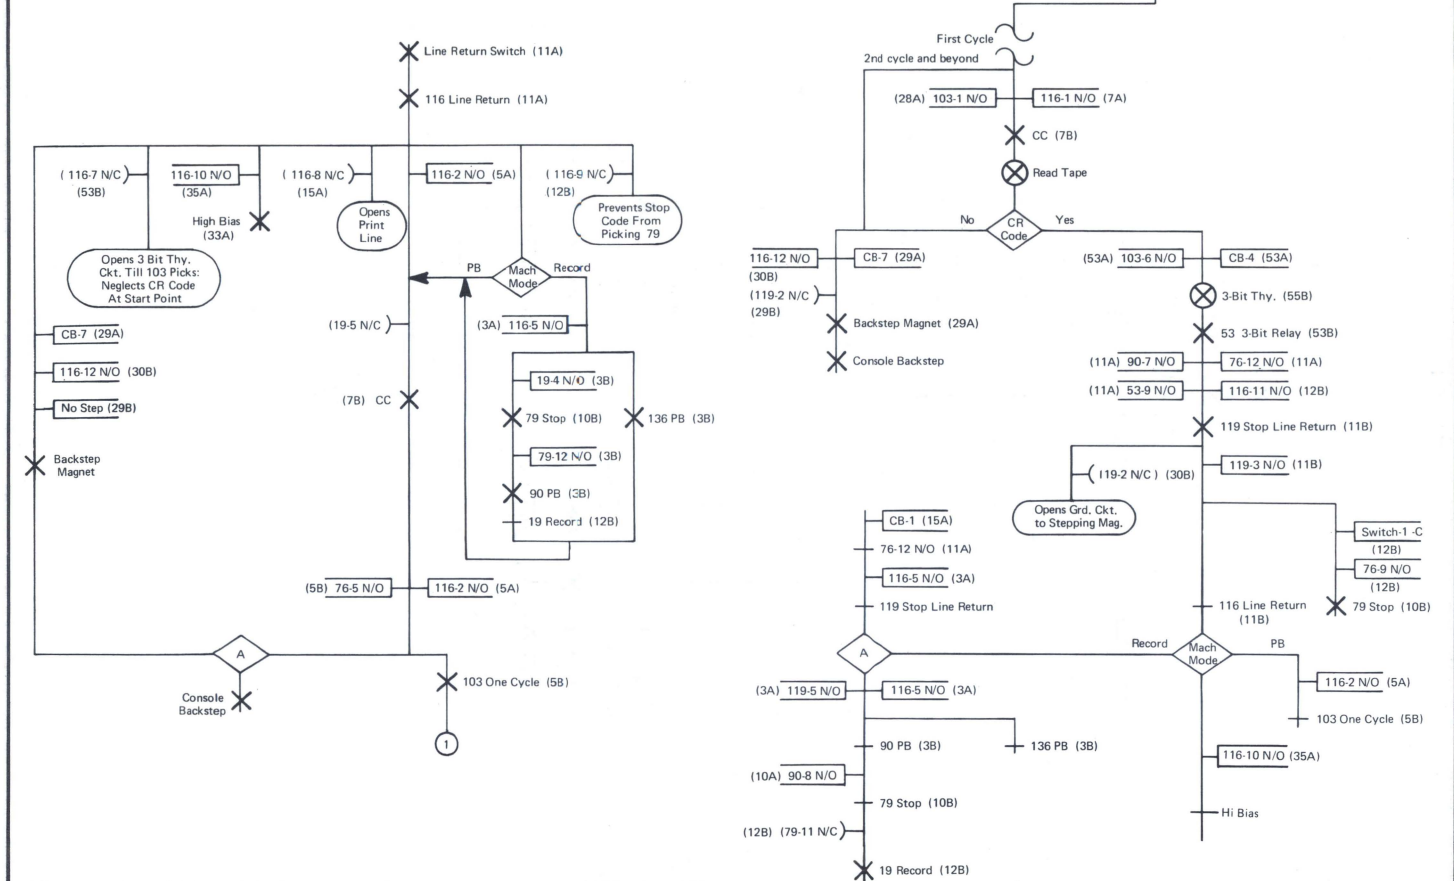 Line Return Switch (11A)
116 Line Return (11A)
( 116-7 N/C )
(53B)
116-10 N/O
(35A)
( 116-8 N/C )
(15A)
116-2 N/O (5A)
( 116-9 N/C )
(12B)
High Bias
(33A)
Opens
Print
Line
Prevents Stop
Code From
Picking 79
Opens 3 Bit Thy.
Ckt. Till 103 Picks:
Neglects CR Code
At Start Point
PB
Mach
Mode
Record
(19-5 N/C )
(3A) 116-5 N/O
CB-7 (29A)
116-12 N/O (30B)
No Step (29B)
19-4 N/O (3B)
(7B) CC
79 Stop (10B)
136 PB (3B)
79-12 N/O (3B)
Backstep
Magnet
90 PB (3B)
19 Record (12B)
(5B) 76-5 N/O
116-2 N/O (5A)
A
Console
Backstep
103 One Cycle (5B)
1
First Cycle
2nd cycle and beyond
(28A) 103-1 N/O
116-1 N/O (7A)
CC (7B)
Read Tape
No
CR
Code
Yes
116-12 N/O
(30B)
CB-7 (29A)
(119-2 N/C )
(29B)
Backstep Magnet (29A)
Console Backstep
(53A) 103-6 N/O
CB-4 (53A)
3-Bit Thy. (55B)
53 3-Bit Relay (53B)
(11A) 90-7 N/O
76-12 N/O (11A)
(11A) 53-9 N/O
116-11 N/O (12B)
119 Stop Line Return (11B)
(119-2 N/C ) (30B)
119-3 N/O (11B)
Opens Grd. Ckt.
to Stepping Mag.
CB-1 (15A)
76-12 N/O (11A)
116-5 N/O (3A)
119 Stop Line Return
Switch-1 -C
(12B)
76-9 N/O
(12B)
79 Stop (10B)
116 Line Return
(11B)
A
Record
Mach
Mode
PB
(3A) 119-5 N/O
116-5 N/O (3A)
116-2 N/O (5A)
103 One Cycle (5B)
90 PB (3B)
136 PB (3B)
(10A) 90-8 N/O
116-10 N/O (35A)
79 Stop (10B)
Hi Bias
(12B) (79-11 N/C )
19 Record (12B)